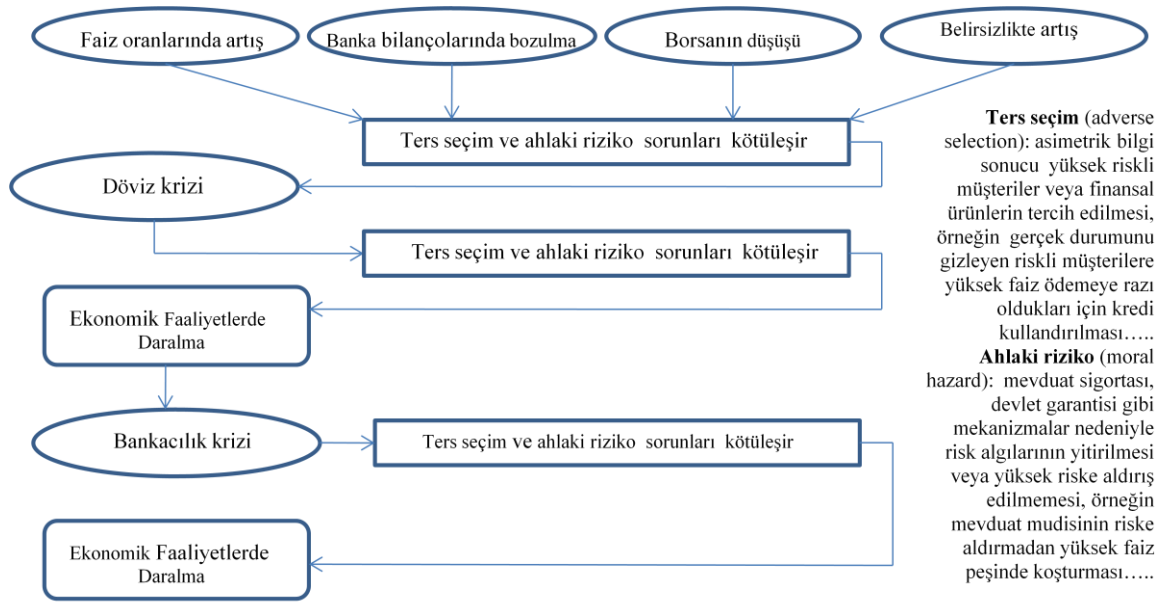 Faiz oranlarında artış
Banka bilançolarında bozulma
Borsanın düşüşü
Belirsizlikte artış
Ters seçim ve ahlaki riziko sorunları kötüleşir
Döviz krizi
Ters seçim ve ahlaki riziko sorunları kötüleşir
Ekonomik Faaliyetlerde
Daralma
Bankacılık krizi
Ters seçim ve ahlaki riziko sorunları kötüleşir
Ekonomik Faaliyetlerde
Daralma
Ters seçim (adverse
selection): asimetrik bilgi
sonucu yüksek riskli
müşteriler veya finansal
ürünlerin tercih edilmesi,
örneğin gerçek durumunu
gizleyen riskli müşterilere
yüksek faiz ödemeye razı
oldukları için kredi
kullandırılması…..
Ahlaki riziko (moral
hazard): mevduat sigortası,
devlet garantisi gibi
mekanizmalar nedeniyle
risk algılarının yitirilmesi
veya yüksek riske aldırış
edilmemesi, örneğin
mevduat mudisinin riske
aldırmadan yüksek faiz
peşinde koşturması…..